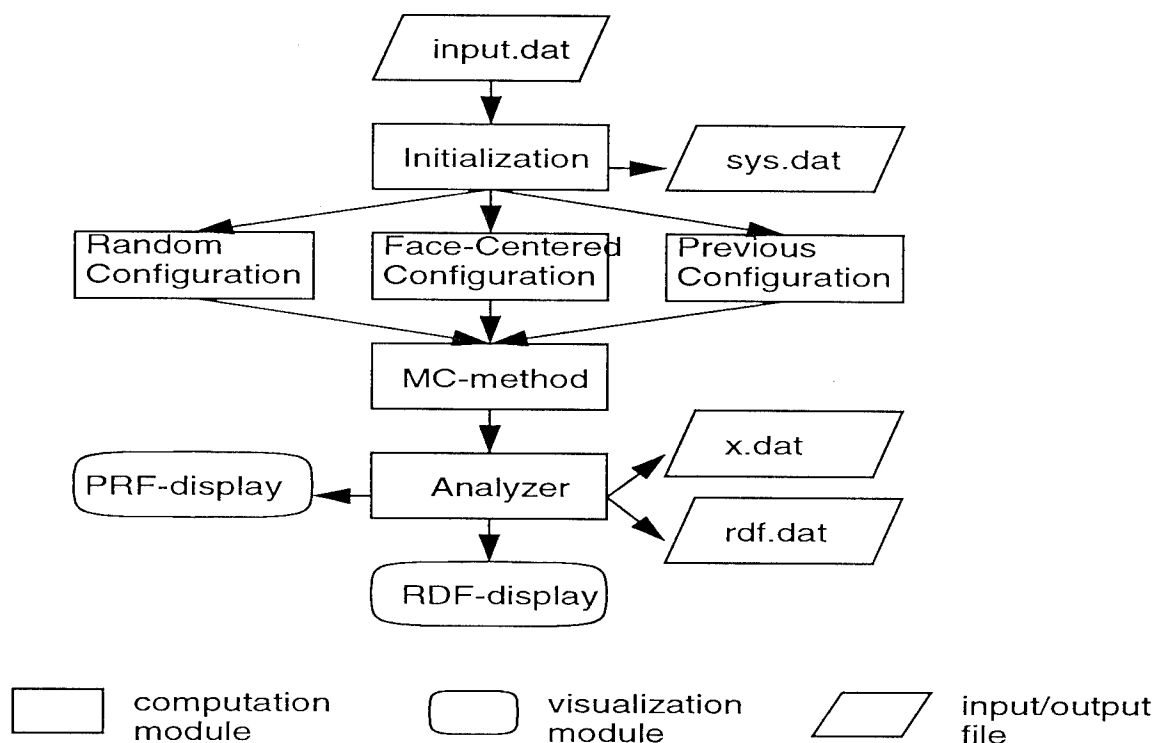 input.dat
Initialization
sys.dat
Random
Configuration
Face-Centered
Configuration
Previous
Configuration
MC-method
x.dat
PRF-display
Analyzer
rdf.dat
RDF-display
computation
module
visualization
module
input/output
file